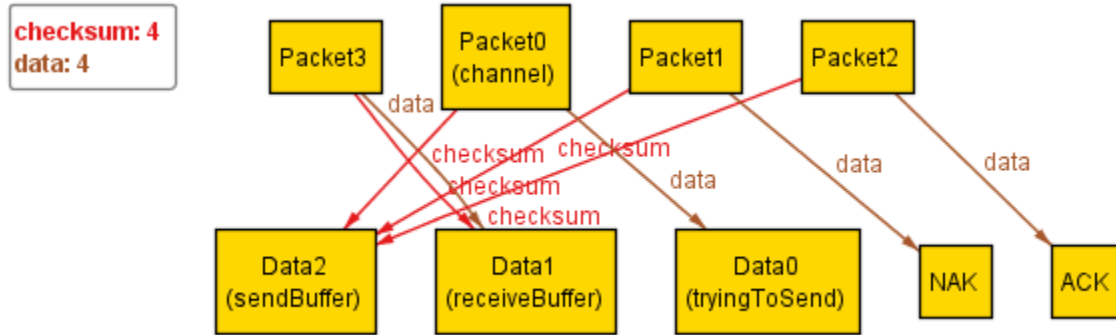 checksum: 4
data: 4
Packet3
Packet0
(channel)
Packet1
Packet2
data
checksum
checksum
data
data
data
checksum
checksum
Data2
(sendBuffer)
Data1
(receiveBuffer)
Data0
(tryingToSend)
NAK
ACK